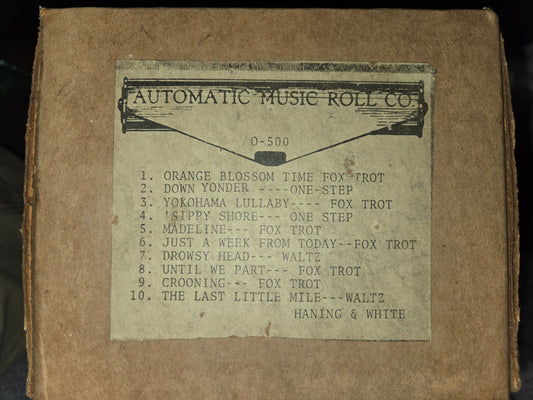 AUTOMATIC MUSIC ROLL CO.
O-500
1. ORANGE BLOSSOM TIME FOX TROT
2. DOWN YONDER ----ONE-STEP
3. YOKOHAMA LULLABY---- FOX TROT
4. 'SIPPY SHORE--- ONE STEP
5. MADELINE--- FOX TROT
6. JUST A WEEK FROM TODAY--FOX TROT
7. DROWSY HEAD--- WALTZ
8. UNTIL WE PART--- FOX TROT
9. CROONING--- FOX TROT
10. THE LAST LITTLE MILE---WALTZ
HANING & WHITE